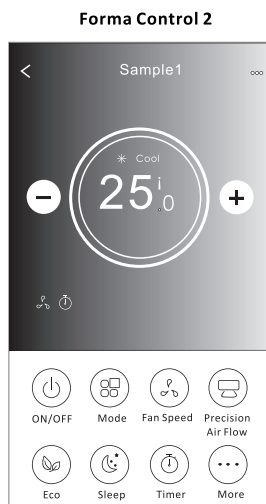 Forma Control 2
Sample1
Cool
25¡.0
ON/OFF
Mode
Fan Speed
Precision Air Flow
Eco
Sleep
Timer
More